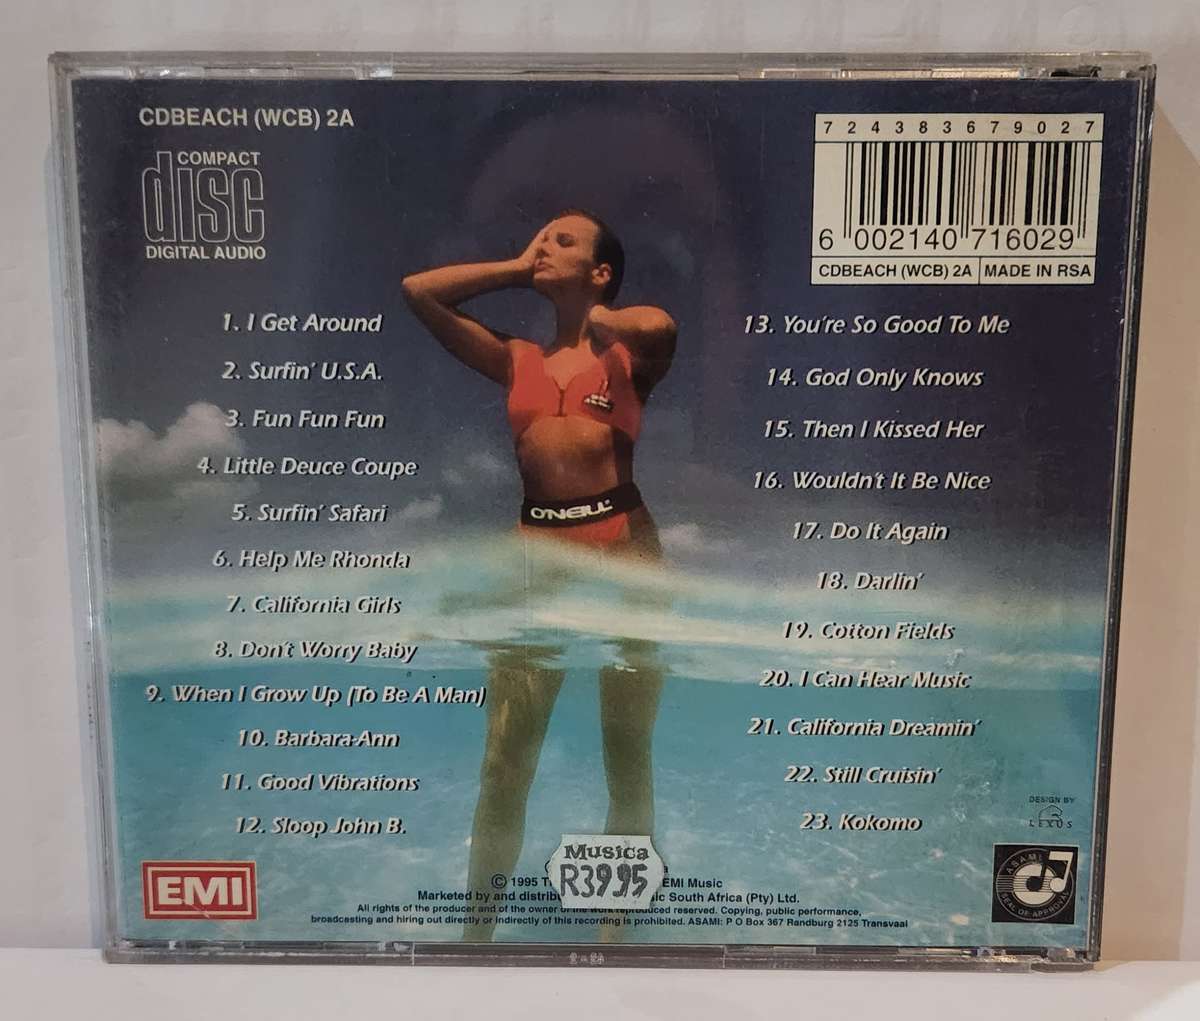 CDBEACH (WCB) 2A
COMPACT
disc
DIGITAL AUDIO
7 2 4 3 8 3 6 7 9 0 2 7
6 002140 716029
CDBEACH (WCB) 2A MADE IN RSA
1. I Get Around
2. Surfin' U.S.A.
3. Fun Fun Fun
4. Little Deuce Coupe
5. Surfin' Safari
6. Help Me Rhonda
7. California Girls
8. Don't Worry Baby
9. When I Grow Up (To Be A Man)
10. Barbara-Ann
11. Good Vibrations
12. Sloop John B.
13. You're So Good To Me
14. God Only Knows
15. Then I Kissed Her
16. Wouldn't It Be Nice
17. Do It Again
18. Darlin'
19. Cotton Fields
20. I Can Hear Music
21. California Dreamin'
22. Still Cruisin'
23. Kokomo
O'NEILL
DESIGN BY
LEXUS
EMI
Musica
R39.95
© 1995 EMI Music
Marketed by and South Africa (Pty) Ltd.
All rights of the producer and of the owner of the work reproduced reserved. Copying, public performance,
broadcasting and hiring out directly or indirectly of this recording is prohibited. ASAMI: P O Box 367 Randburg 2125 Transvaal
ASAMI
SEAL OF APPROVAL